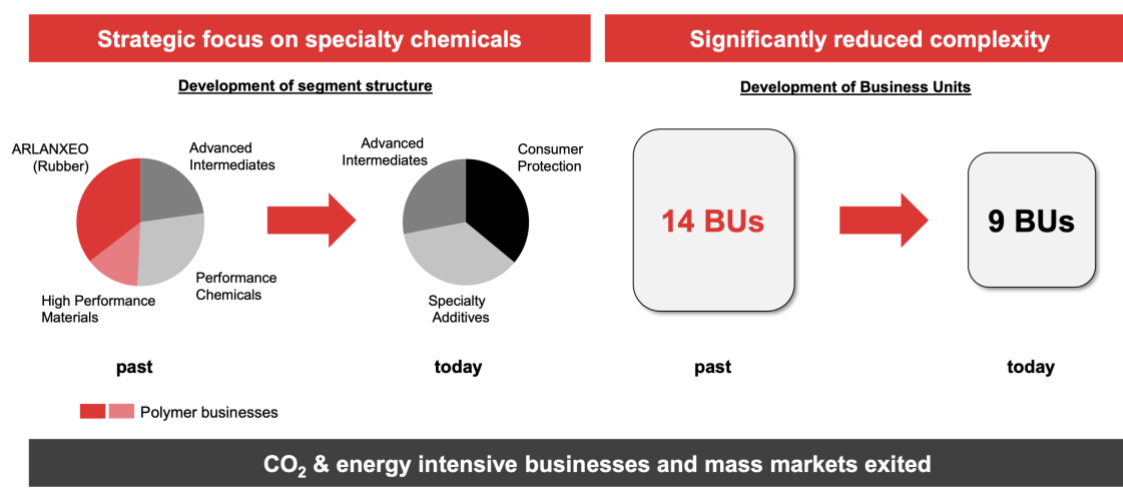 Strategic focus on specialty chemicals
Significantly reduced complexity
Development of segment structure
Development of Business Units
ARLANXEO
(Rubber)
Advanced
Intermediates
Performance
Chemicals
High Performance
Materials
Advanced
Intermediates
Consumer
Protection
Specialty
Additives
14 BUs
9 BUs
past
today
past
today
Polymer businesses
CO₂ & energy intensive businesses and mass markets exited